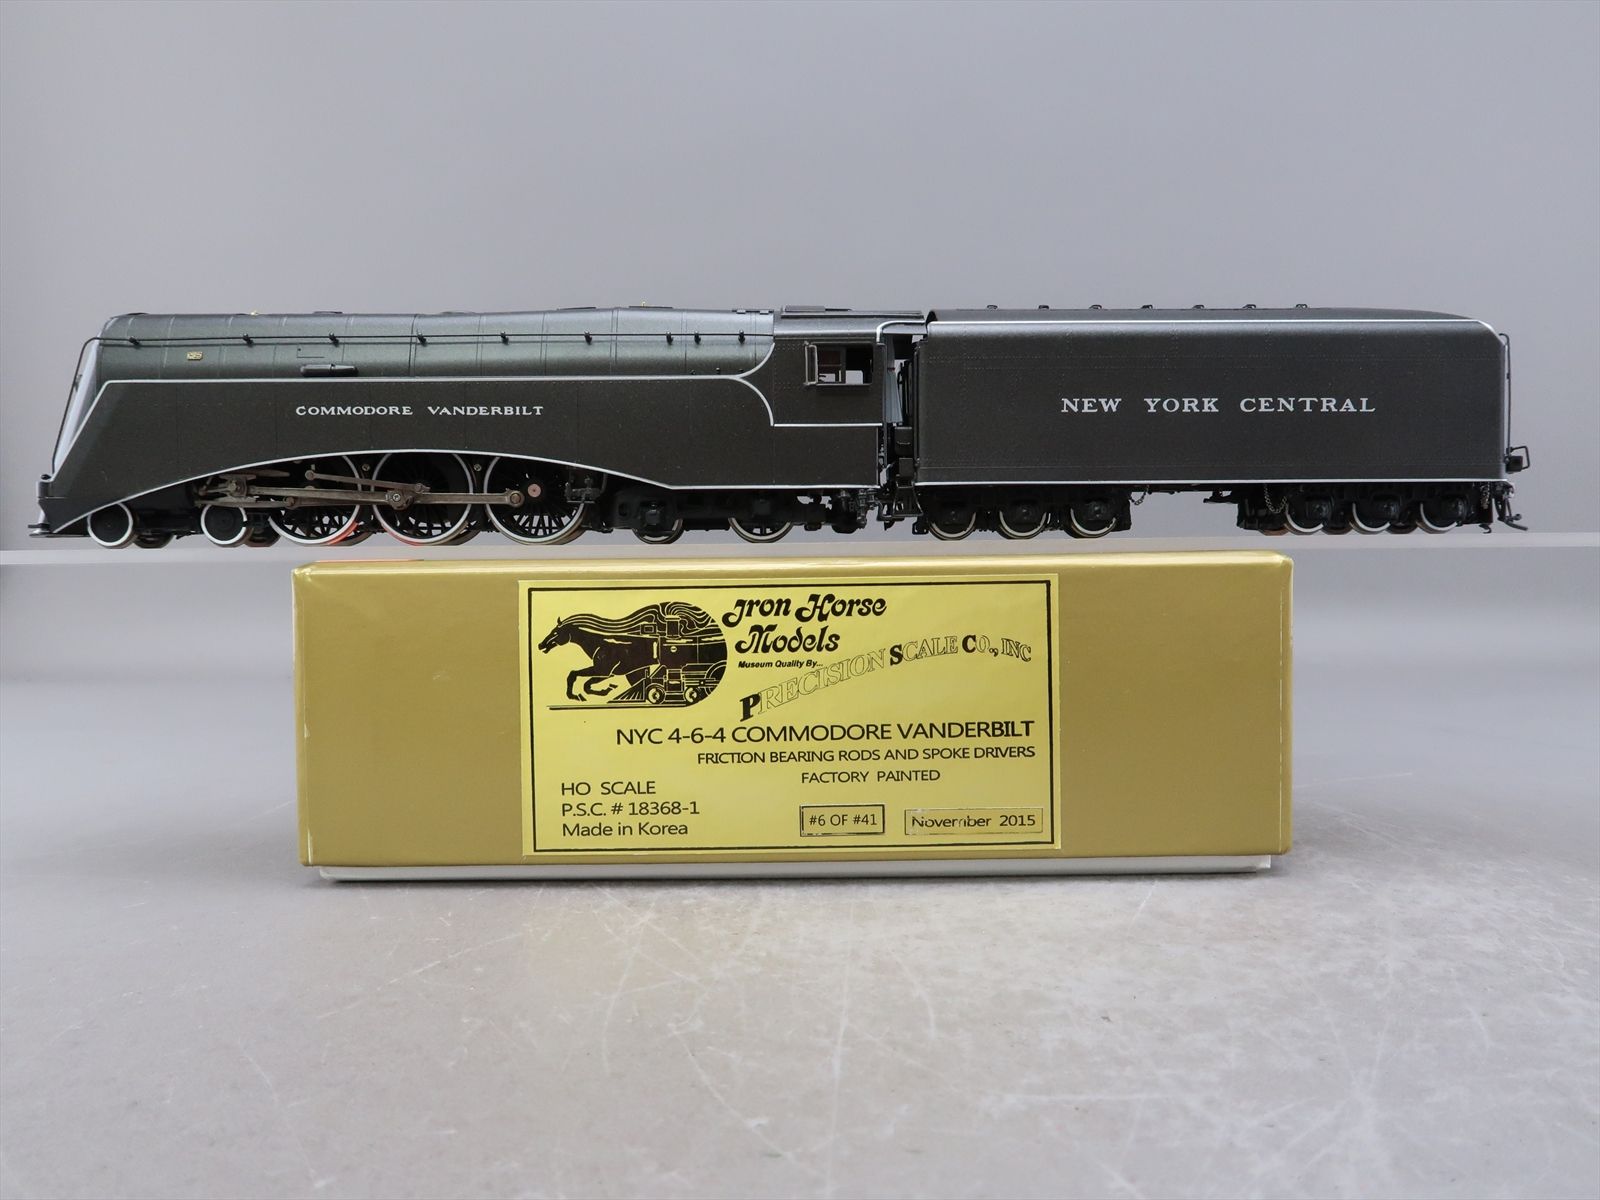 COMMODORE VANDERBILT
NEW YORK CENTRAL
Iron Horse
Models
Museum Quality By...
PRECISION SCALE CO., INC
NYC 4-6-4 COMMODORE VANDERBILT
FRICTION BEARING RODS AND SPOKE DRIVERS
FACTORY PAINTED
HO SCALE
P.S.C. # 18368-1
Made in Korea
#6 OF #41
November 2015